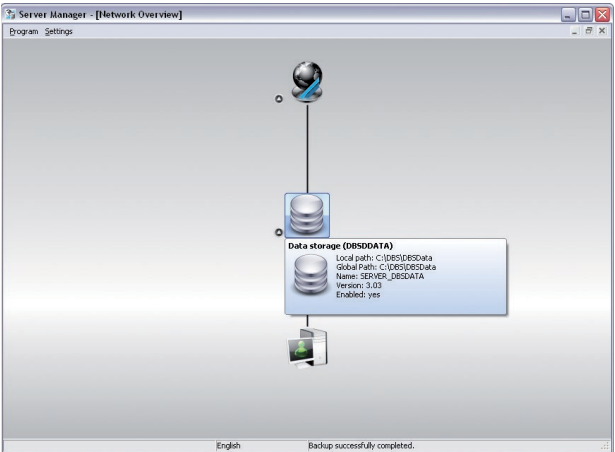 Server Manager - [Network Overview]
Program Settings
Data storage (DBSDDATA)
Local path: C:\DBS\DBSData
Global Path: C:\DBS\DBSData
Name: SERVER_DBSDATA
Version: 3.03
Enabled: yes
English Backup successfully completed.